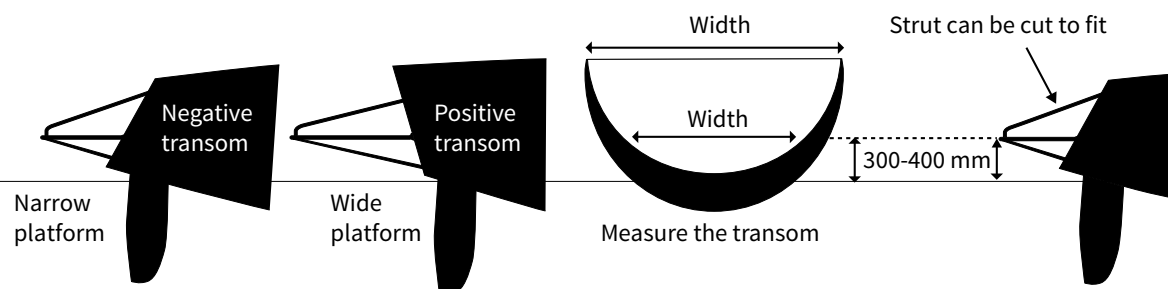 Negative
transom
Narrow
platform
Positive
transom
Wide
platform
Width
Width
Measure the transom
Strut can be cut to fit
300-400 mm